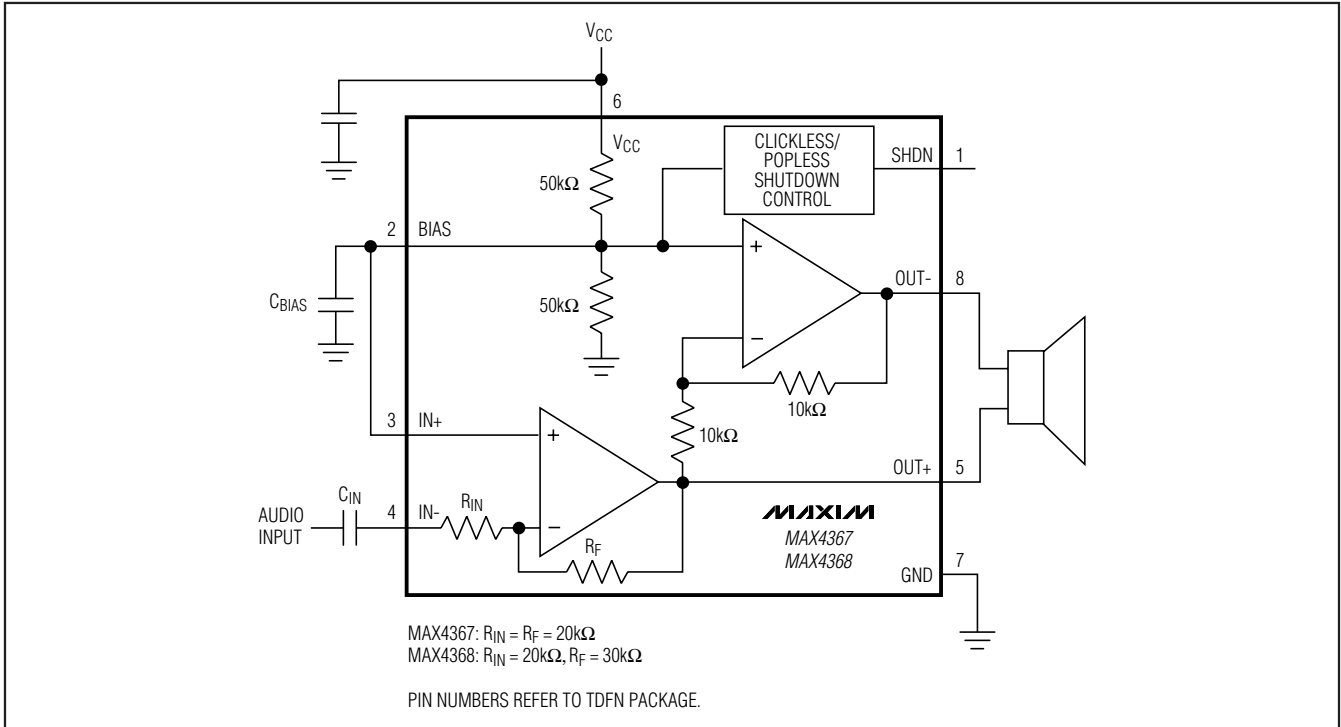 VCC
6
VCC
CLICKLESS/
POPLESS
SHUTDOWN
CONTROL
SHDN
1
50kΩ
2
BIAS
+
OUT-
8
CBIAS
50kΩ
−
10kΩ
3
IN+
+
10kΩ
OUT+
5
AUDIO
INPUT
CIN
4
IN-
RIN
−
RF
MAXIM
MAX4367
MAX4368
GND
7
MAX4367: RIN = RF = 20kΩ
MAX4368: RIN = 20kΩ, RF = 30kΩ
PIN NUMBERS REFER TO TDFN PACKAGE.